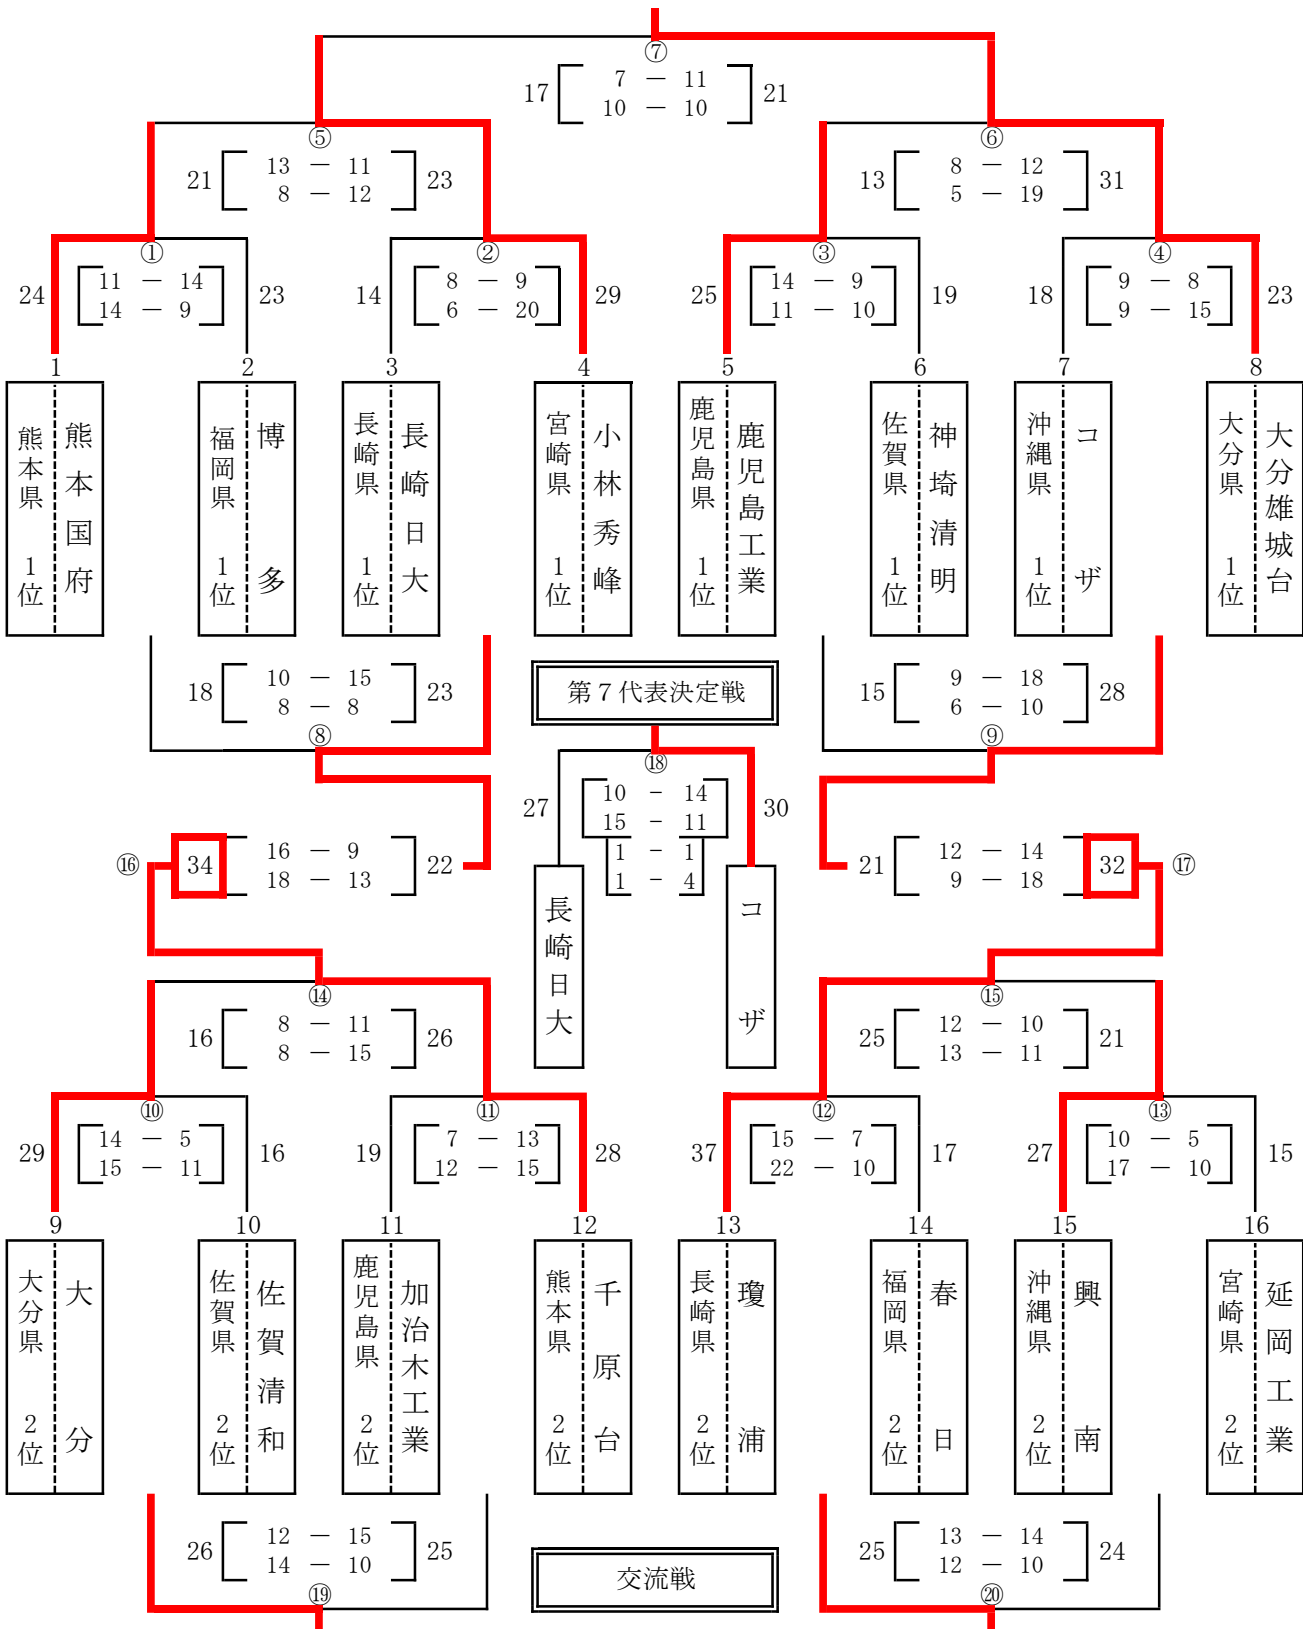 ⑦
7 － 11
17 21
10 － 10
⑤ ⑥
13 － 11 8 － 12
21 23 13 31
8 － 12 5 － 19
① ② ③ ④
11 － 14 8 － 9 14 － 9 9 － 8
24 23 14 29 25 19 18 23
14 － 9 6 － 20 11 － 10 9 － 15
1 2 3 4 5 6 7 8
熊本県 1位 熊本国府
福岡県 1位 博多
長崎県 1位 長崎日大
宮崎県 1位 小林秀峰
鹿児島県 1位 鹿児島工業
佐賀県 1位 神埼清明
沖縄県 1位 コザ
大分県 1位 大分雄城台
10 － 15 9 － 18
18 23 15 28
8 － 8 6 － 10
⑧ ⑨
第７代表決定戦
⑱
10 － 14
27 30
15 － 11
1 － 1
1 － 4
長崎日大
コザ
16 － 9 12 － 14
⑯ 34 22 21 32 ⑰
18 － 13 9 － 18
⑭ ⑮
8 － 11 12 － 10
16 26 25 21
8 － 15 13 － 11
⑩ ⑪ ⑫ ⑬
14 － 5 7 － 13 15 － 7 10 － 5
29 16 19 28 37 17 27 15
15 － 11 12 － 15 22 － 10 17 － 10
9 10 11 12 13 14 15 16
大分県 2位 大分
佐賀県 2位 佐賀清和
鹿児島県 2位 加治木工業
熊本県 2位 千原台
長崎県 2位 瓊浦
福岡県 2位 春日
沖縄県 2位 興南
宮崎県 2位 延岡工業
12 － 15 13 － 14
26 25 25 24
14 － 10 12 － 10
⑲ ⑳
交流戦